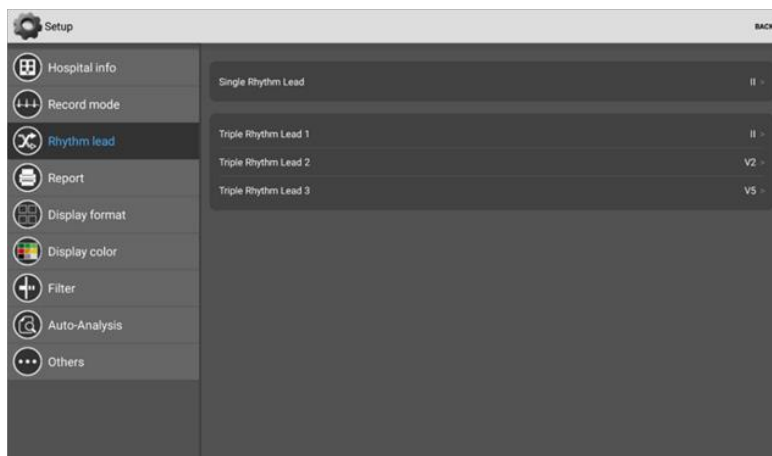 Setup
BACK
Hospital info
Record mode
Rhythm lead
Report
Display format
Display color
Filter
Auto-Analysis
Others
Single Rhythm Lead II >
Triple Rhythm Lead 1 II >
Triple Rhythm Lead 2 V2 >
Triple Rhythm Lead 3 V5 >